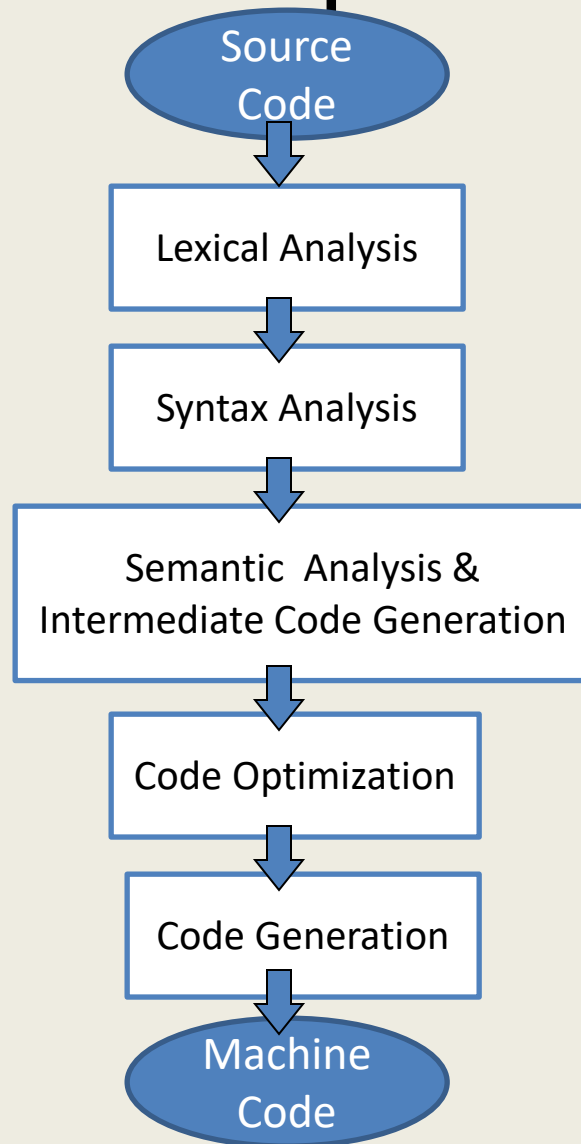 Source
Code
Lexical Analysis
Syntax Analysis
Semantic  Analysis &
Intermediate Code Generation
Code Optimization
Code Generation
Machine
Code